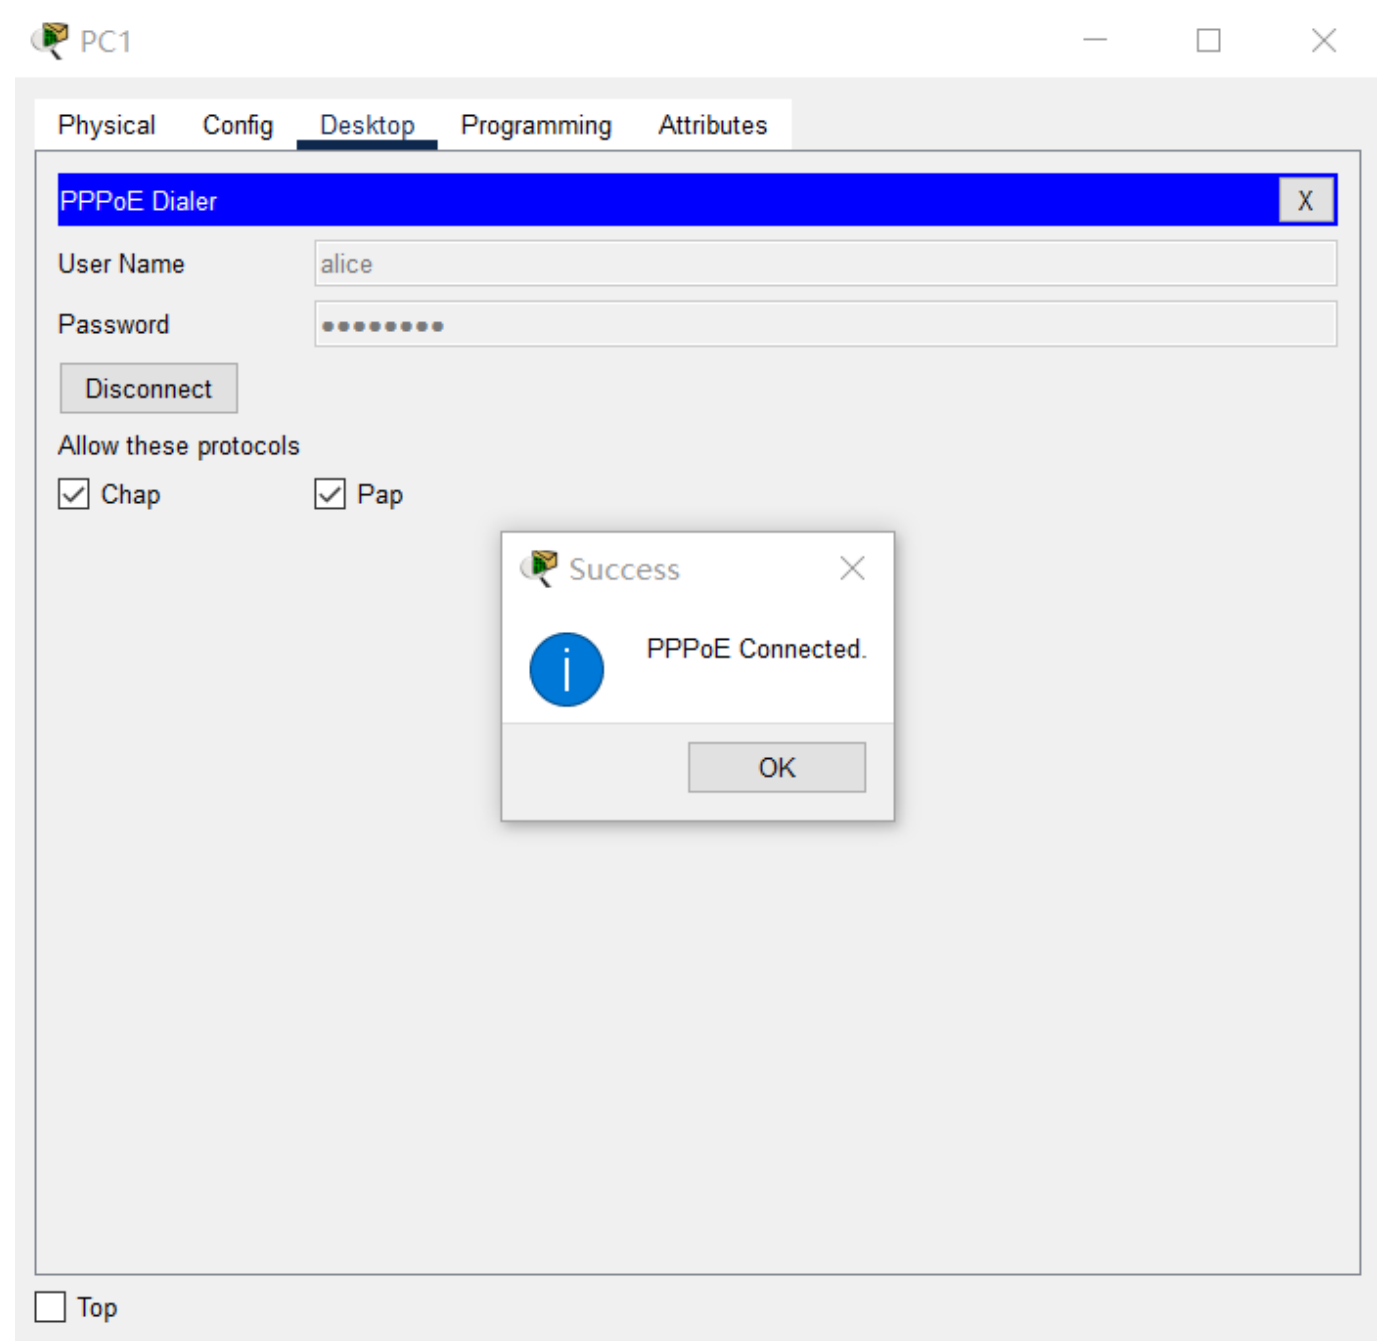 PC1
Physical Config Desktop Programming Attributes
PPPoE Dialer X
User Name alice
Password ••••••••
Disconnect
Allow these protocols
Chap Pap
Success
PPPoE Connected.
OK
Top